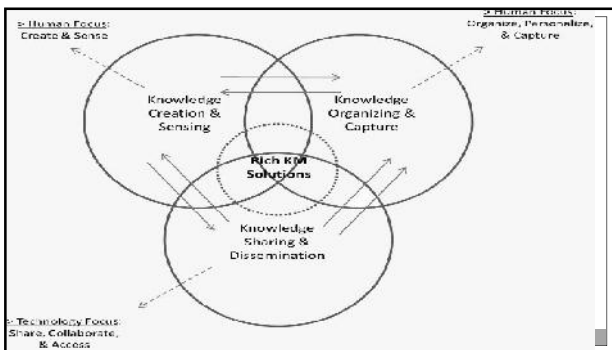 > Human Focus:
Create & Sense
> Human Focus:
Organize, Personalize,
& Capture
Knowledge
Creation &
Sensing
Knowledge
Organizing &
Capture
Rich KM
Solutions
Knowledge
Sharing &
Dissemination
> Technology Focus:
Share, Collaborate,
& Access